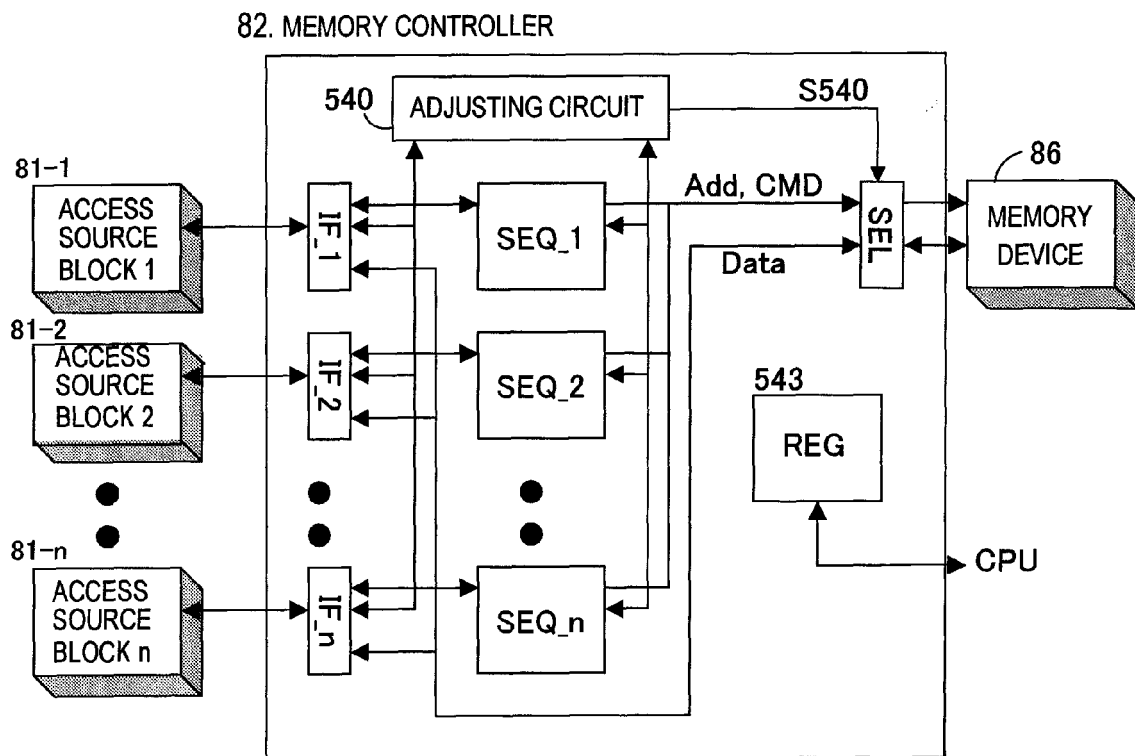 82. MEMORY CONTROLLER
540
ADJUSTING CIRCUIT
S540
81-1
ACCESS
SOURCE
BLOCK 1
IF_1
SEQ_1
Add, CMD
Data
SEL
86
MEMORY
DEVICE
81-2
ACCESS
SOURCE
BLOCK 2
IF_2
SEQ_2
543
REG
CPU
81-n
ACCESS
SOURCE
BLOCK n
IF_n
SEQ_n